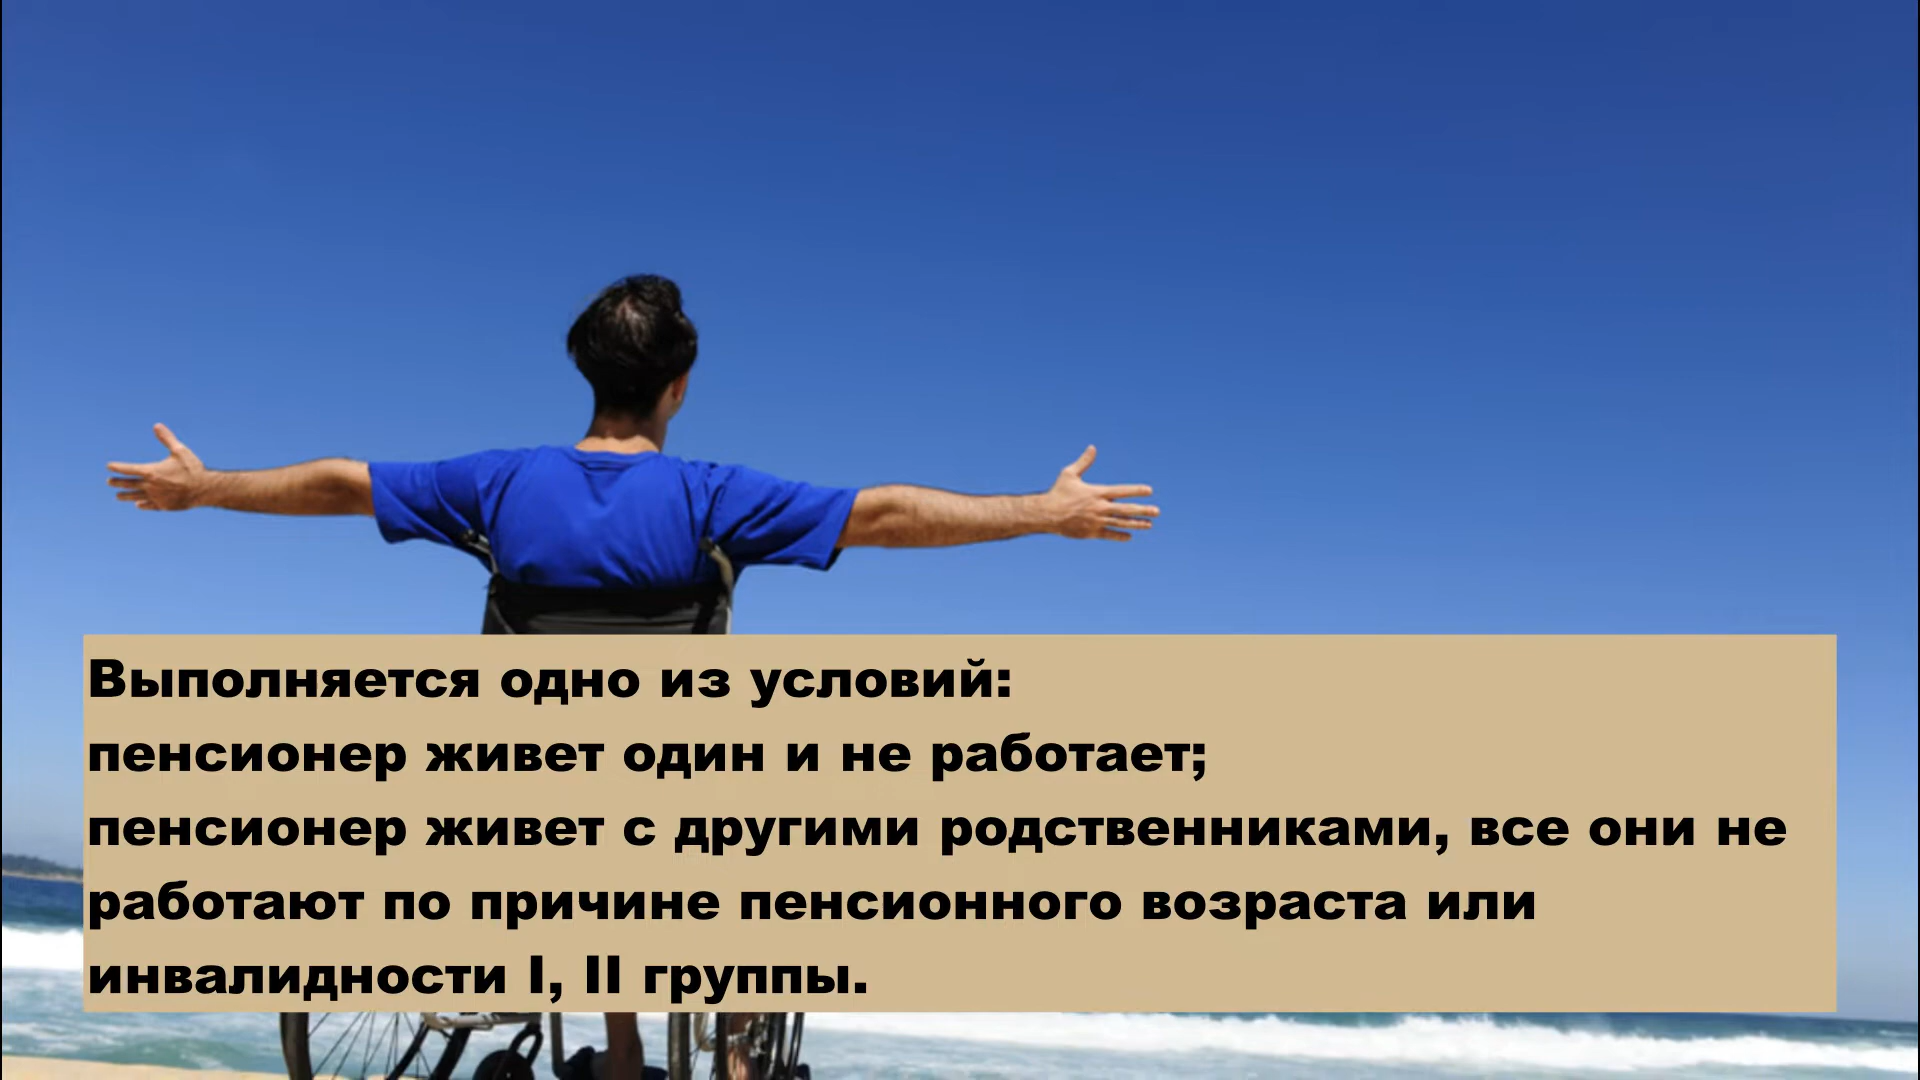 Выполняется одно из условий:
пенсионер живет один и не работает;
пенсионер живет с другими родственниками, все они не
работают по причине пенсионного возраста или
инвалидности I, II группы.